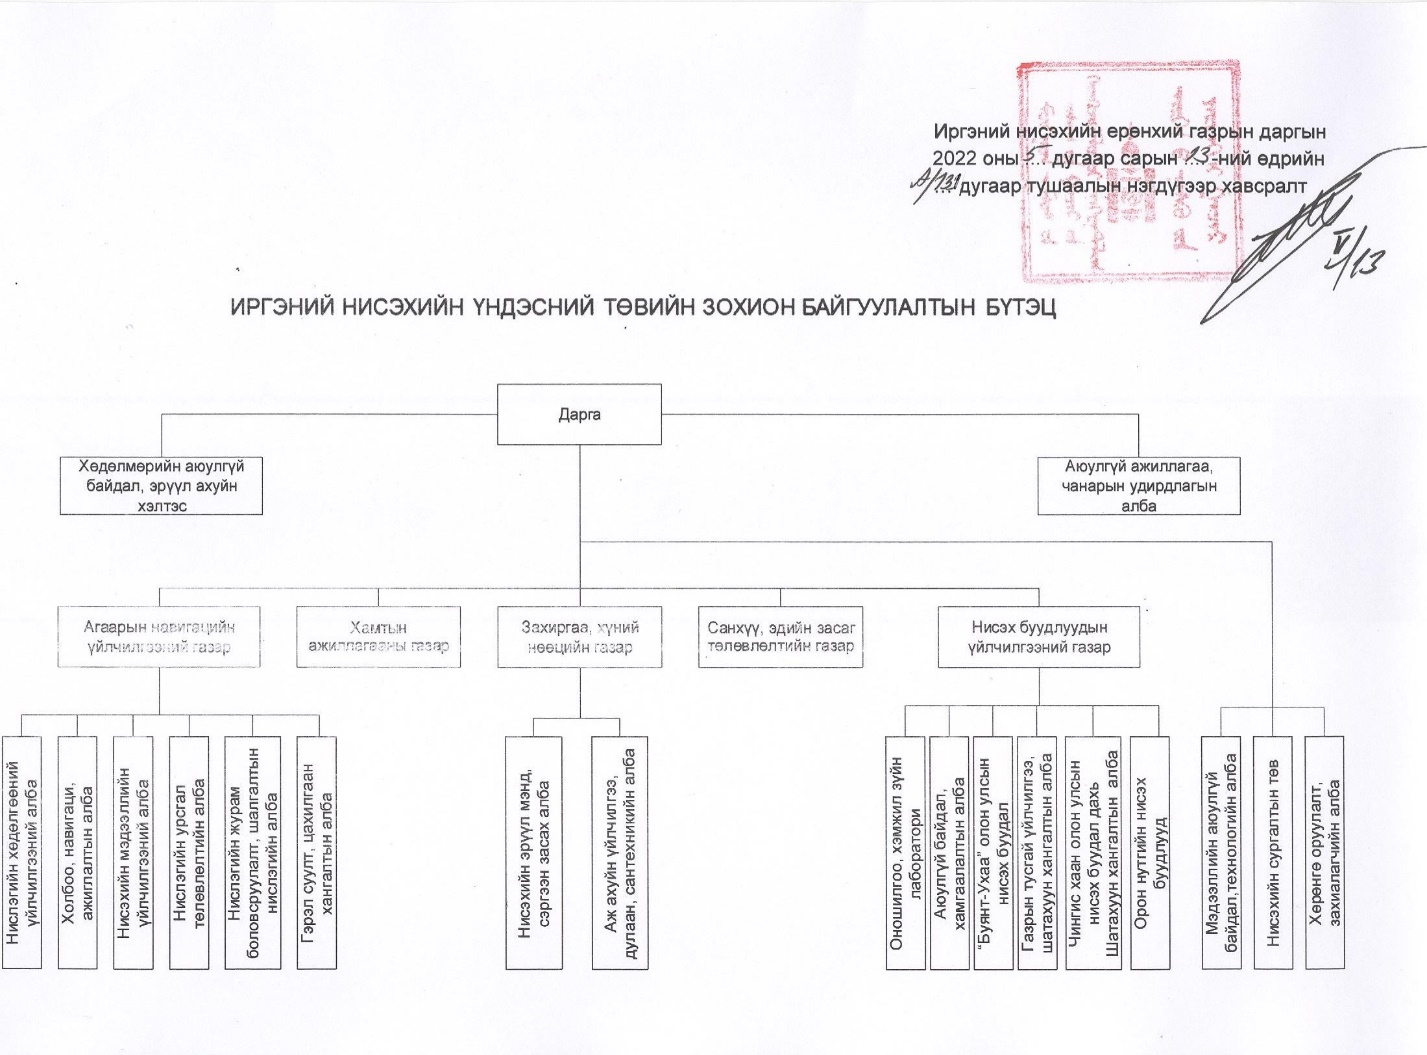 Иргэний нисэхийн ерөнхий газрын даргын
2022 оны 5 дугаар сарын 13-ний өдрийн
А/131 дугаар тушаалын нэгдүгээр хавсралт
V/13
ИРГЭНИЙ НИСЭХИЙН ҮНДЭСНИЙ ТӨВИЙН ЗОХИОН БАЙГУУЛАЛТЫН БҮТЭЦ
Дарга
Хөдөлмөрийн аюулгүй
байдал, эрүүл ахуйн
хэлтэс
Аюулгүй ажиллагаа,
чанарын удирдлагын
алба
Агаарын навигацийн
үйлчилгээний газар
Хамтын
ажиллагааны газар
Захиргаа, хүний
нөөцийн газар
Санхүү, эдийн засаг
төлөвлөлтийн газар
Нисэх буудлуудын
үйлчилгээний газар
Нислэгийн хөдөлгөөний
үйлчилгээний алба
Холбоо, навигаци,
ажиглалтын алба
Нисэхийн мэдээллийн
үйлчилгээний алба
Нислэгийн урсгал
төлөвлөлтийн алба
Нислэгийн журам
боловсруулалт, шалгалтын
нислэгийн алба
Гэрэл суулт, цахилгаан
хангалтын алба
Нисэхийн эрүүл мэнд,
сэргээн засах алба
Аж ахуйн үйлчилгээ,
дулаан, сантехникийн алба
Оношилгоо, хэмжил зүйн
лаборатори
Аюулгүй байдал,
хамгаалалтын алба
“Буянт-Ухаа” олон улсын
нисэх буудал
Газрын тусгай үйлчилгээ,
шатахуун хангалтын алба
Чингис хаан олон улсын
нисэх буудал дахь
Шатахуун хангалтын алба
Орон нутгийн нисэх
буудлууд
Мэдээллийн аюулгүй
байдал,технологийн алба
Нисэхийн сургалтын төв
Хөрөнгө оруулалт,
захиалагчийн алба